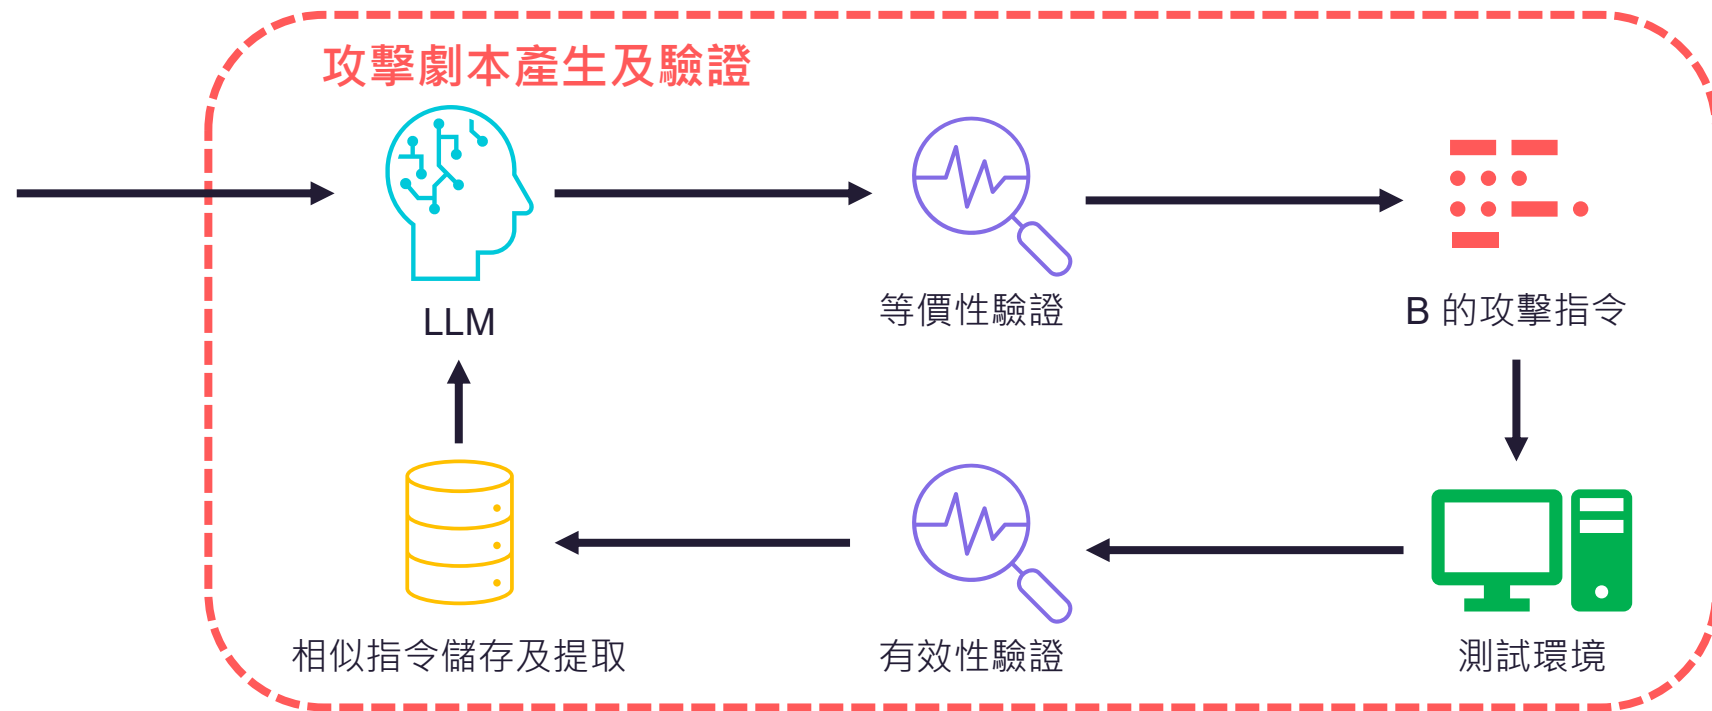 攻擊劇本產生及驗證
LLM
等價性驗證
B 的攻擊指令
相似指令儲存及提取
有效性驗證
測試環境